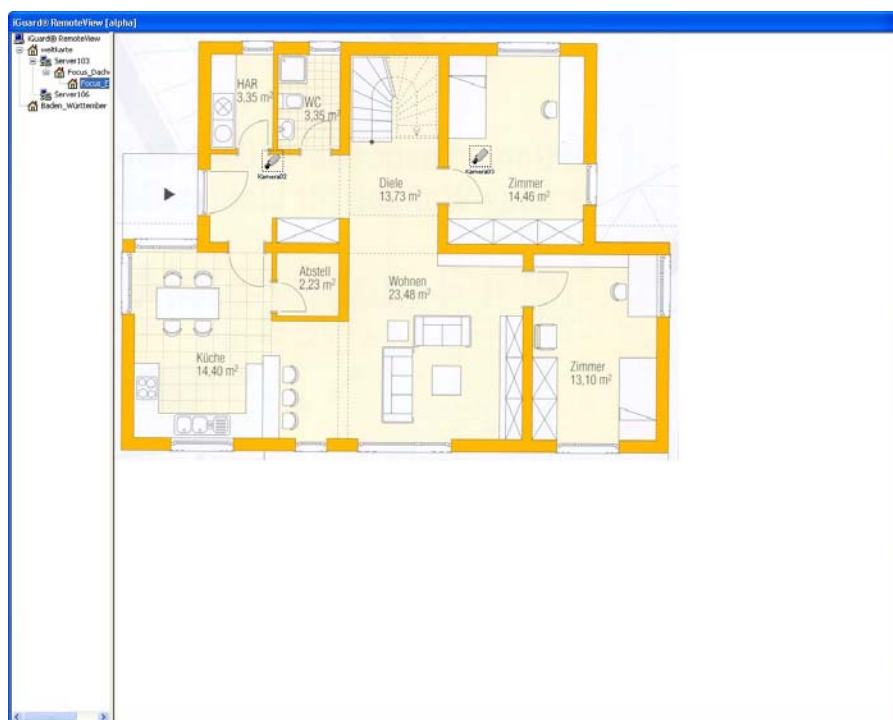 iGuard® RemoteView [alpha]
iGuard® RemoteView
weltkarte
Server103
Focus_Dach
Focus_E
Server106
Baden_Württember
HAR
3,35 m²
WC
3,35 m²
Kamera02
Kamera03
Diele
13,73 m²
Zimmer
14,46 m²
Abstell
2,23 m²
Wohnen
23,48 m²
Küche
14,40 m²
Zimmer
13,10 m²